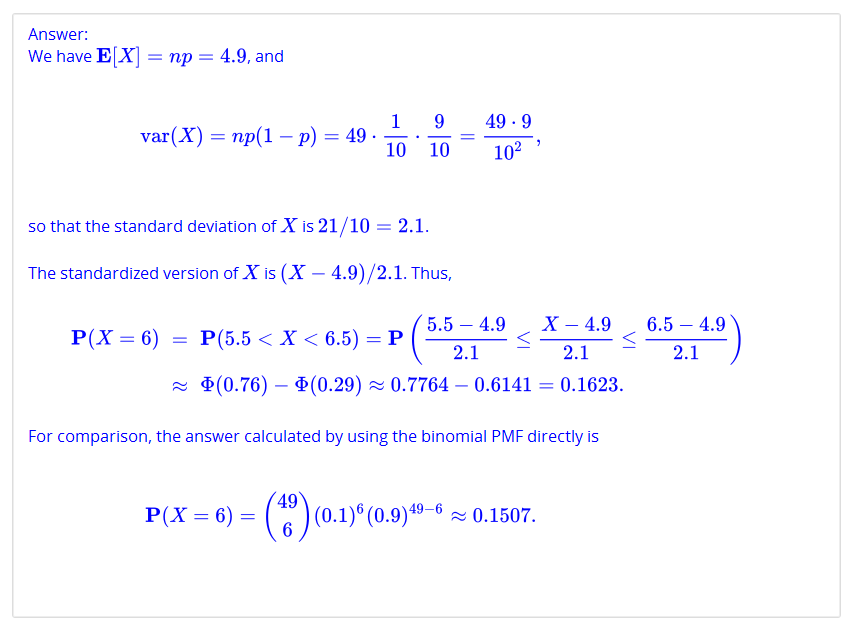 Answer:
We have E[X] = np = 4.9, and
var(X) = np(1 − p) = 49 · 1/10 · 9/10 = 49 · 9/10²,
so that the standard deviation of X is 21/10 = 2.1.
The standardized version of X is (X − 4.9)/2.1. Thus,
P(X = 6) = P(5.5 < X < 6.5) = P((5.5 − 4.9)/2.1 ≤ (X − 4.9)/2.1 ≤ (6.5 − 4.9)/2.1)
≈ Φ(0.76) − Φ(0.29) ≈ 0.7764 − 0.6141 = 0.1623.
For comparison, the answer calculated by using the binomial PMF directly is
P(X = 6) = (49 6)(0.1)⁶(0.9)⁴⁹⁻⁶ ≈ 0.1507.